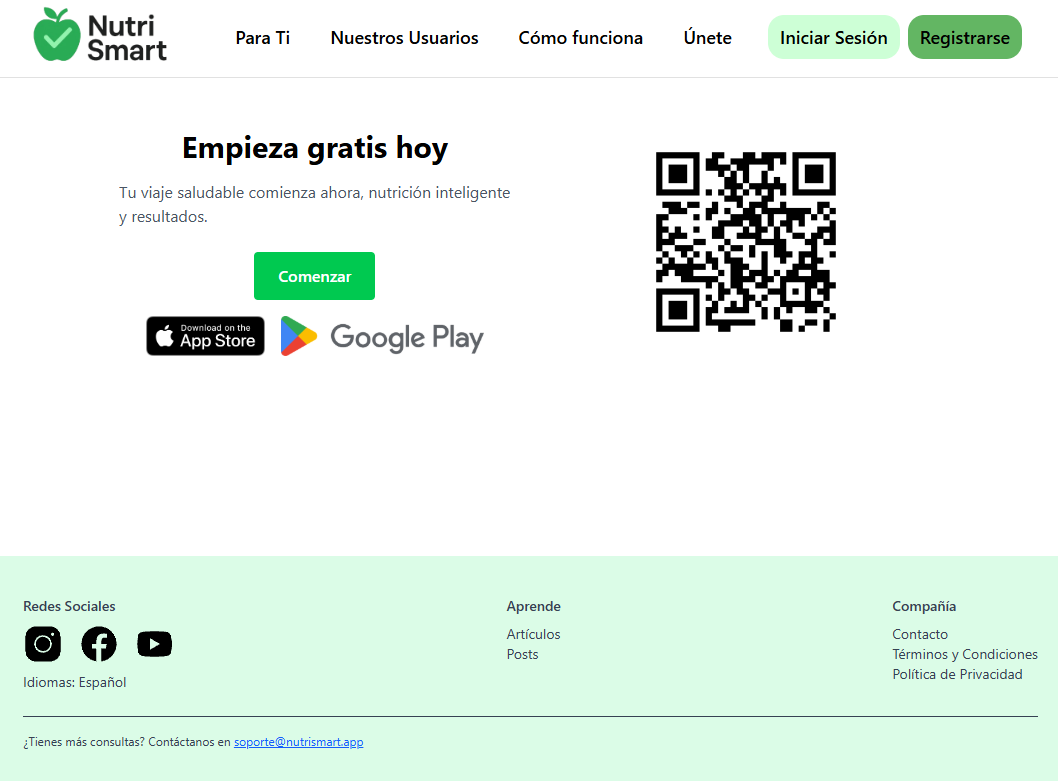 Nutri
Smart
Para Ti
Nuestros Usuarios
Cómo funciona
Únete
Iniciar Sesión
Registrarse
Empieza gratis hoy
Tu viaje saludable comienza ahora, nutrición inteligente
y resultados.
Comenzar
Download on the
App Store
Google Play
Redes Sociales
Idiomas: Español
Aprende
Artículos
Posts
Compañía
Contacto
Términos y Condiciones
Política de Privacidad
¿Tienes más consultas? Contáctanos en soporte@nutrismart.app